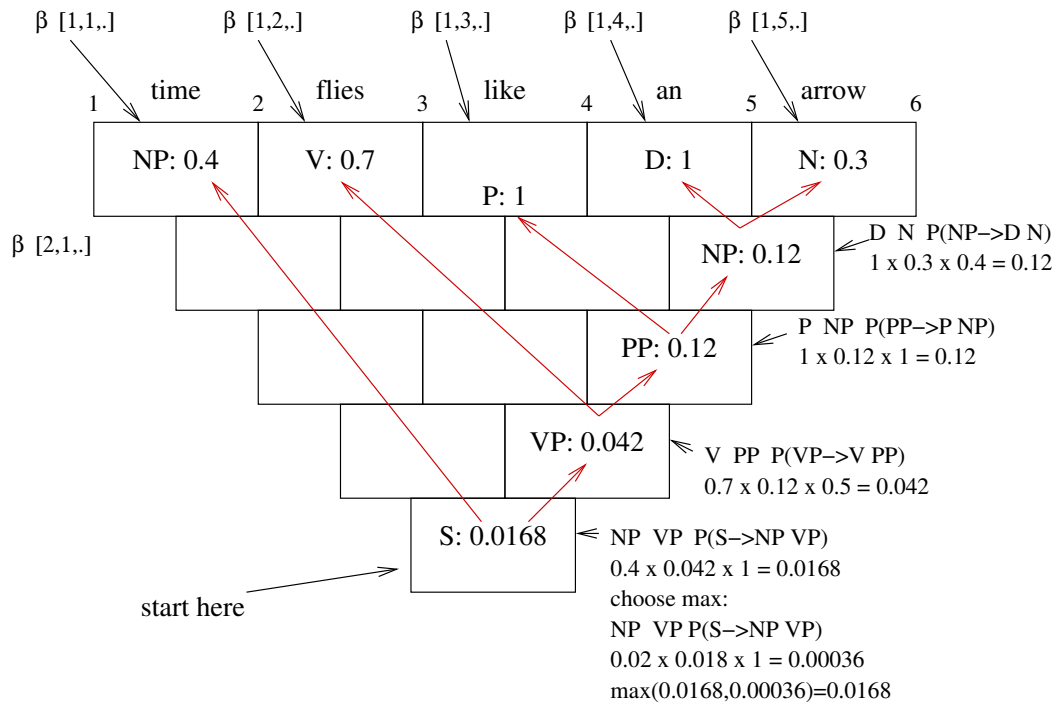 β [1,1,.] β [1,2,.] β [1,3,.] β [1,4,.] β [1,5,.]
time flies like an arrow
1 2 3 4 5 6
NP: 0.4 V: 0.7 P: 1 D: 1 N: 0.3
β [2,1,.]
NP: 0.12
D N P(NP−>D N)
1 x 0.3 x 0.4 = 0.12
PP: 0.12
P NP P(PP−>P NP)
1 x 0.12 x 1 = 0.12
VP: 0.042
V PP P(VP−>V PP)
0.7 x 0.12 x 0.5 = 0.042
S: 0.0168
start here
NP VP P(S−>NP VP)
0.4 x 0.042 x 1 = 0.0168
choose max:
NP VP P(S−>NP VP)
0.02 x 0.018 x 1 = 0.00036
max(0.0168,0.00036)=0.0168